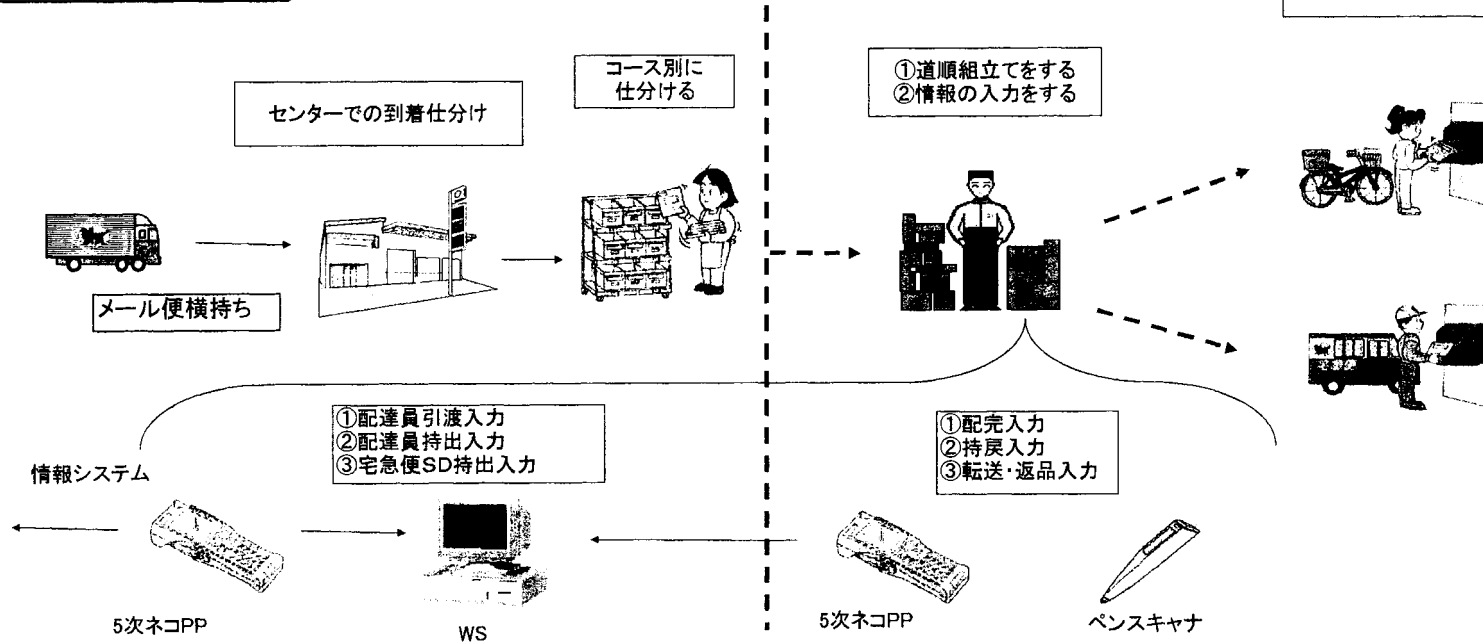 センターでの到着仕分け
コース別に
仕分ける
①道順組立てをする
②情報の入力をする
メール便横持ち
①配達員引渡入力
②配達員持出入力
③宅急便SD持出入力
①配完入力
②持戻入力
③転送・返品入力
情報システム
5次ネコPP
WS
5次ネコPP
ペンスキャナ